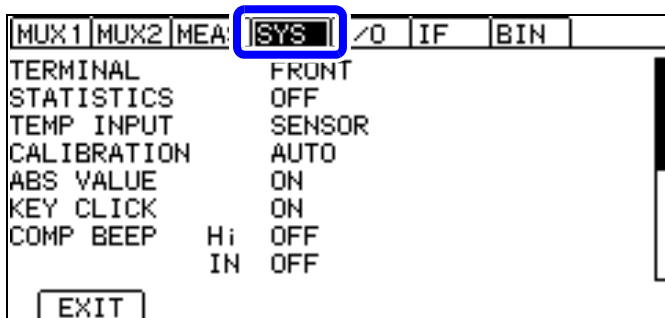 MUX1 MUX2 MEA SYS /O IF BIN
TERMINAL FRONT
STATISTICS OFF
TEMP INPUT SENSOR
CALIBRATION AUTO
ABS VALUE ON
KEY CLICK ON
COMP BEEP Hi OFF
IN OFF
EXIT